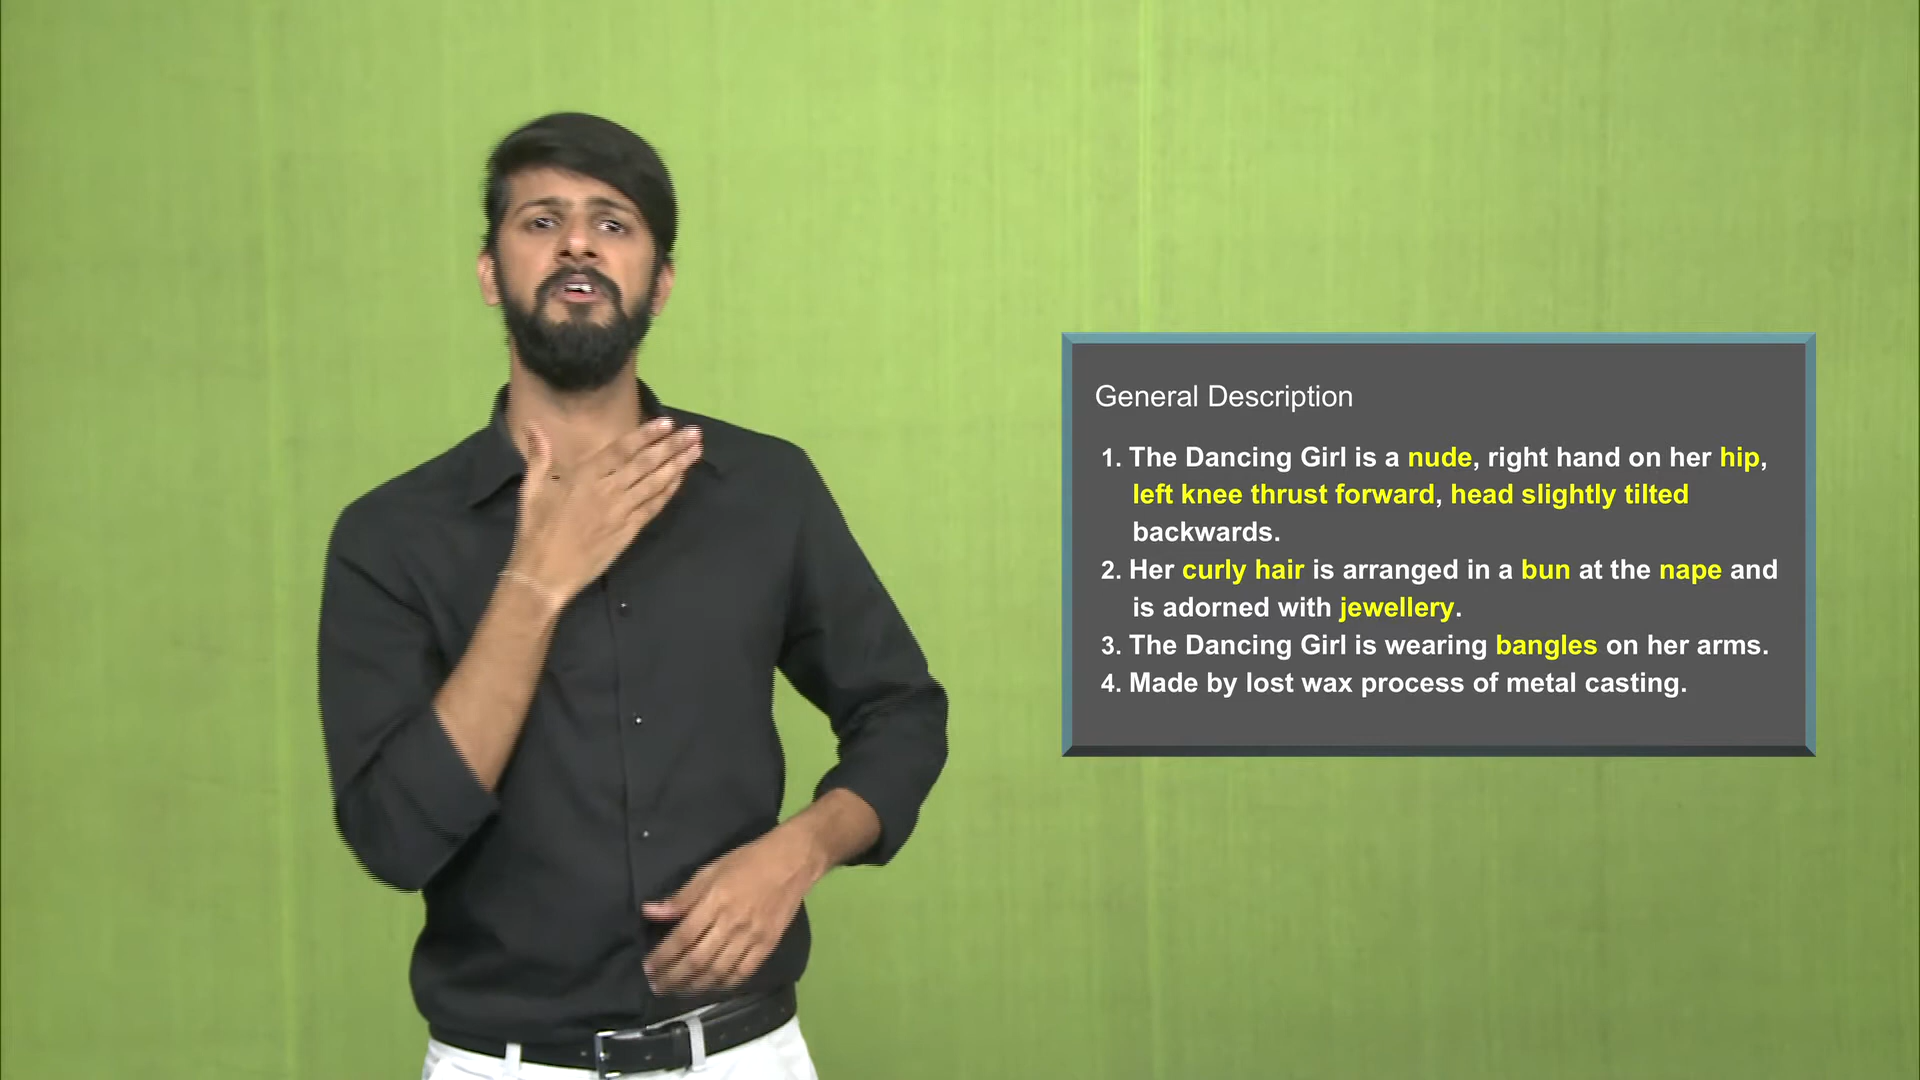 General Description
1. The Dancing Girl is a nude, right hand on her hip,
left knee thrust forward, head slightly tilted
backwards.
2. Her curly hair is arranged in a bun at the nape and
is adorned with jewellery.
3. The Dancing Girl is wearing bangles on her arms.
4. Made by lost wax process of metal casting.